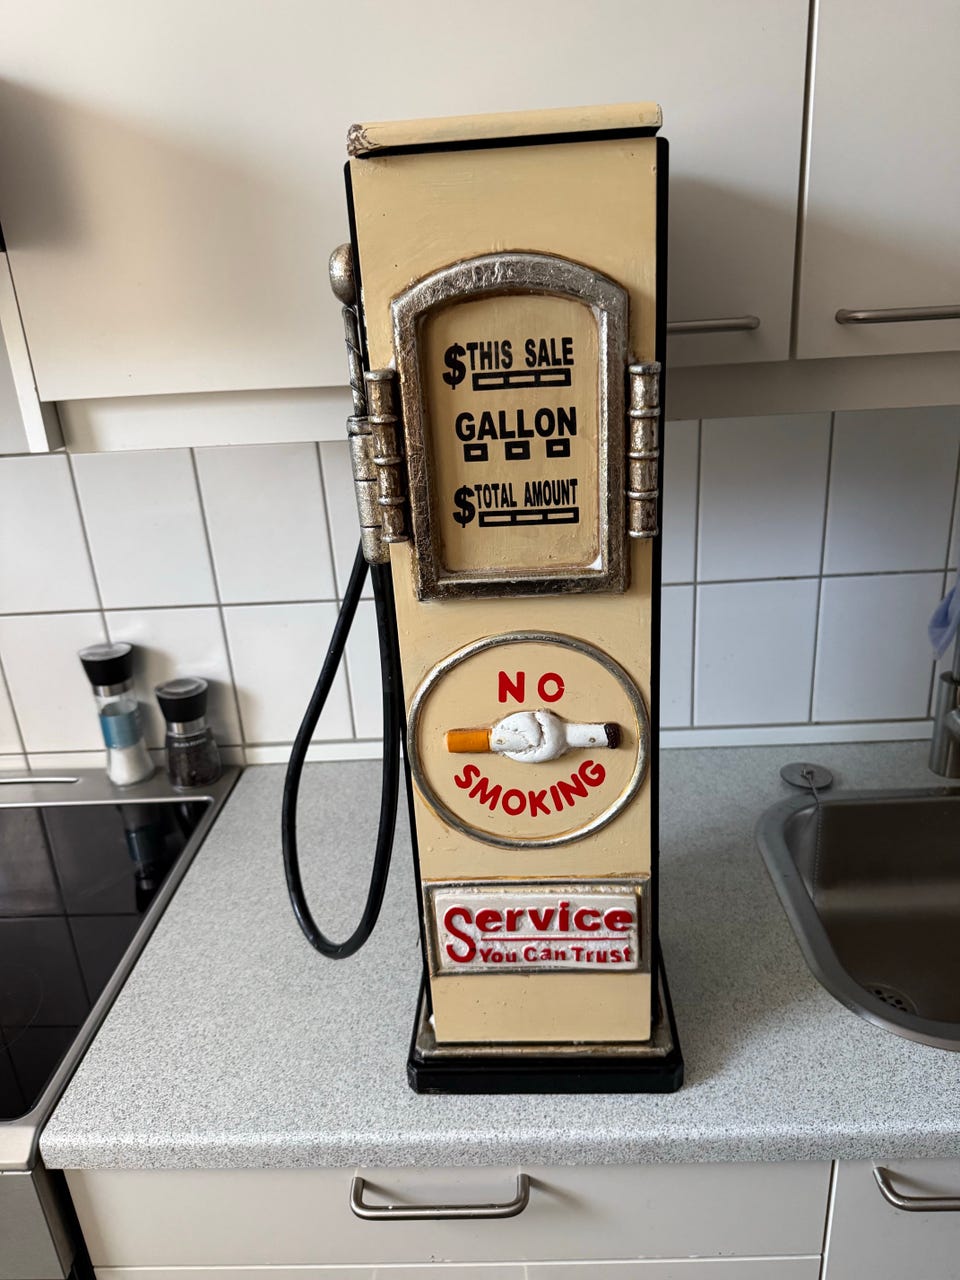 $THIS SALE
GALLON
$TOTAL AMOUNT
NO
SMOKING
Service
You Can Trust